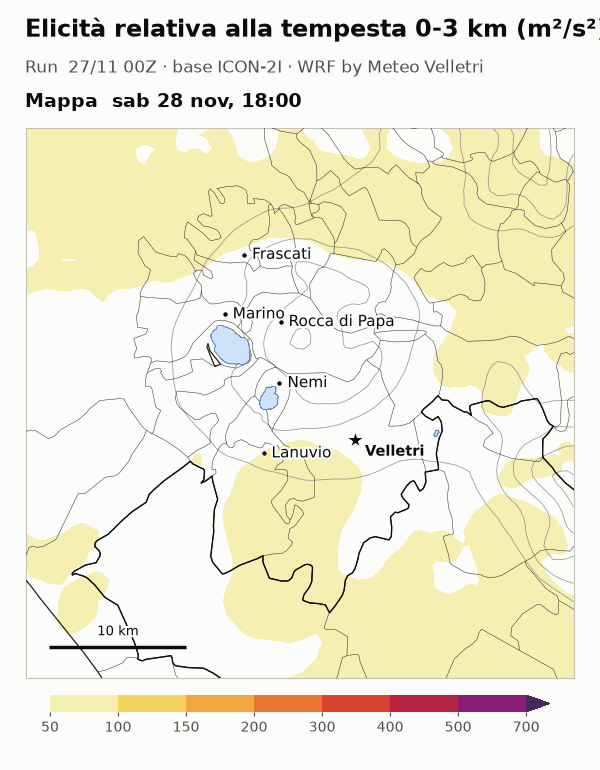 Elicità relativa alla tempesta 0-3 km (m²/s²)
Run 27/11 00Z · base ICON-2I · WRF by Meteo Velletri
Mappa sab 28 nov, 18:00
Frascati
Marino
Rocca di Papa
Nemi
Velletri
Lanuvio
10 km
50 100 150 200 300 400 500 700